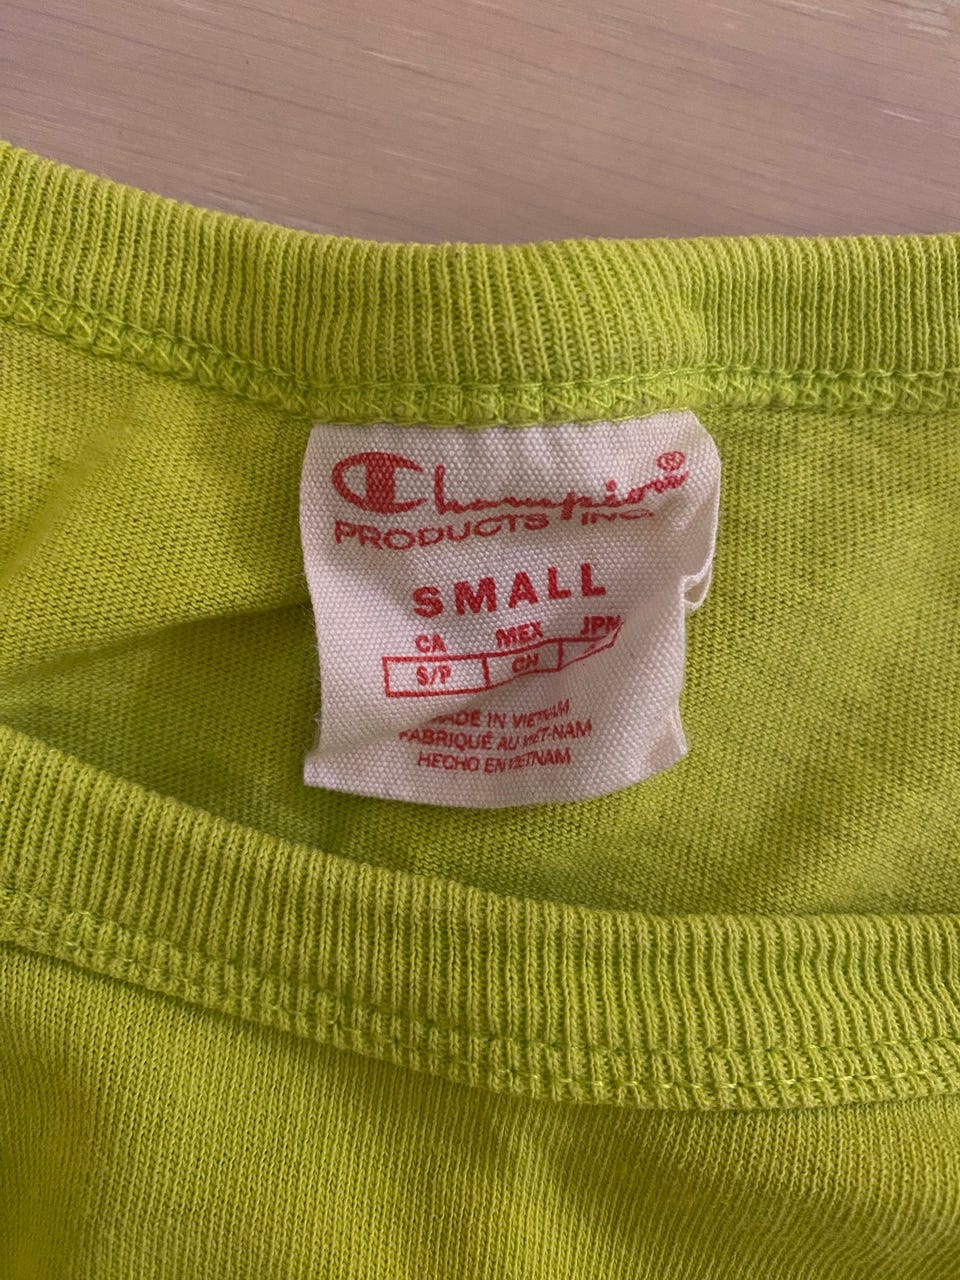 Champion®
PRODUCTS INC.
SMALL
CA MEX JPN
S/P CH
MADE IN VIETNAM
FABRIQUÉ AU VIET-NAM
HECHO EN VIETNAM